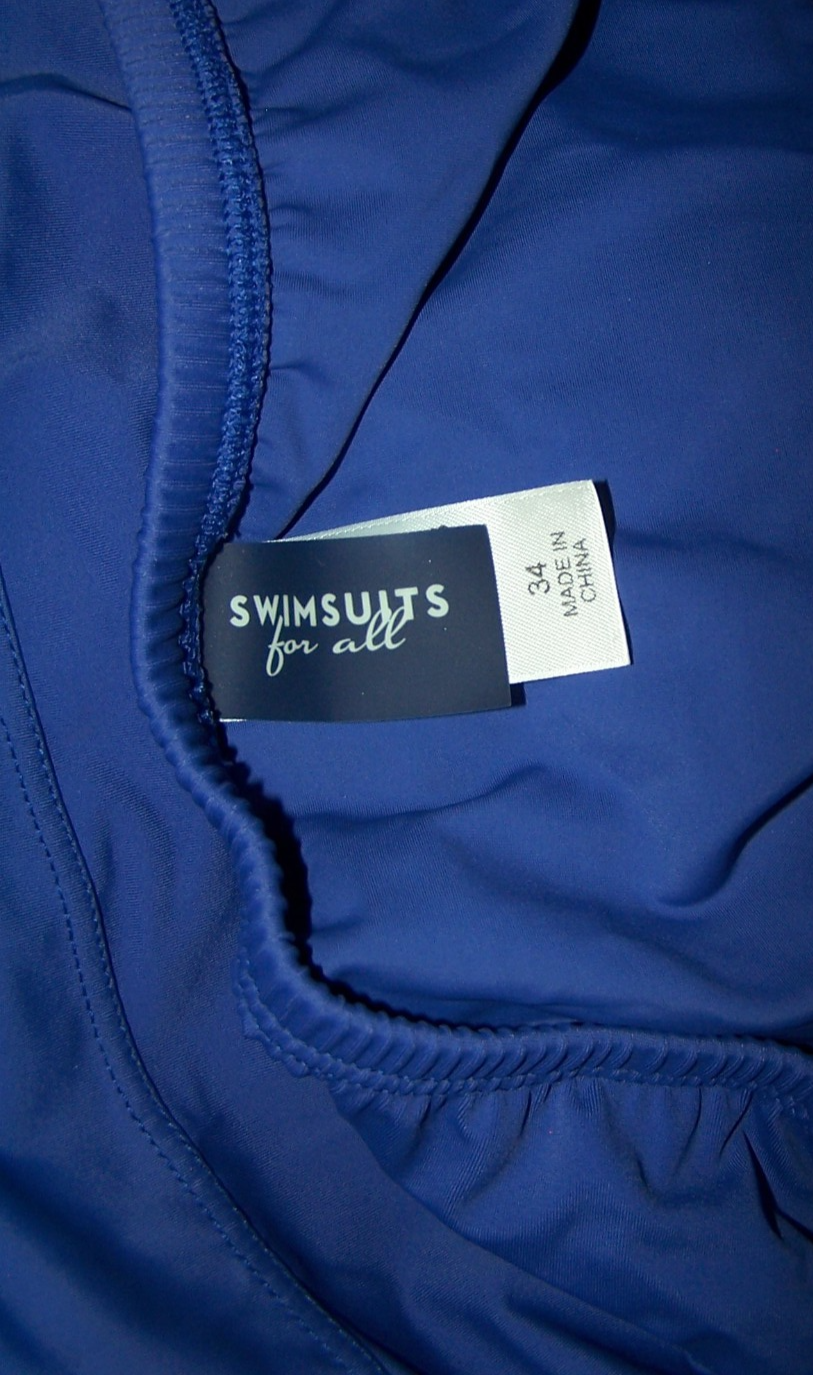 SWIMSUITS
for all
34
MADE IN
CHINA